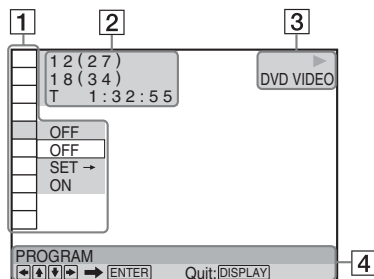 1 2 3
12(27)
18(34)
T 1:32:55
DVD VIDEO
OFF
OFF
SET →
ON
PROGRAM
← ↑ ↓ → ➡ ENTER Quit: DISPLAY
4